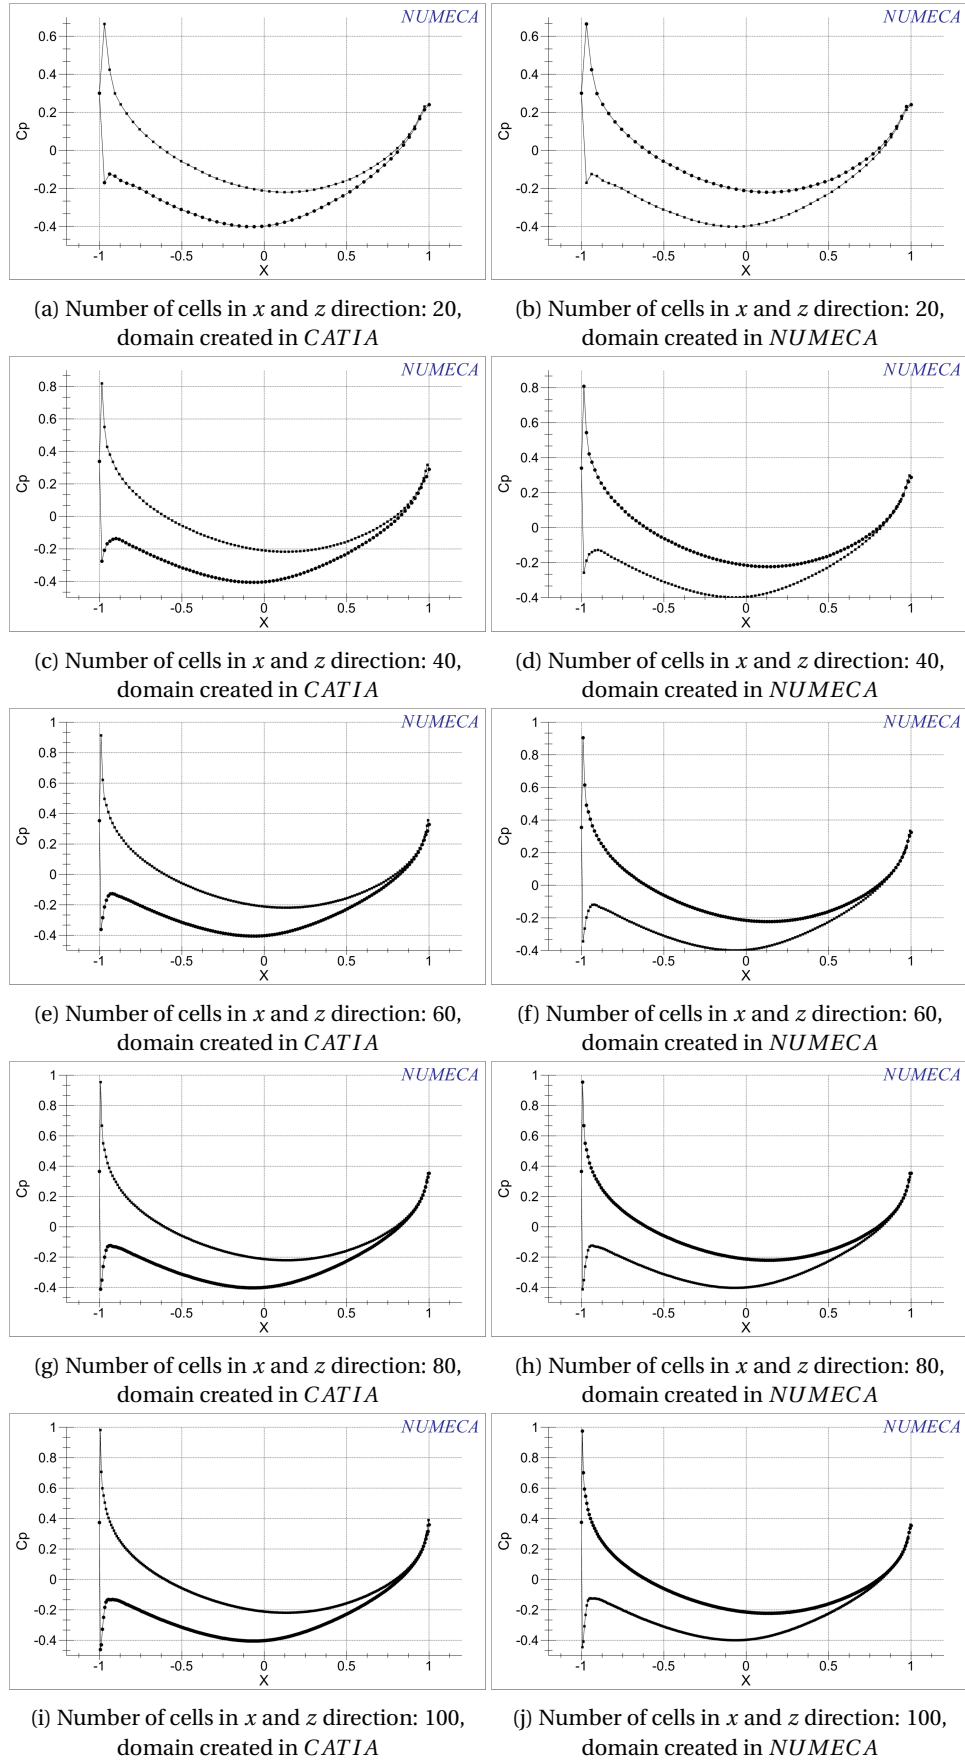 NUMECA NUMECA
0.6 0.6
0.4 0.4
0.2 0.2
Cp Cp
0 0
-0.2 -0.2
-0.4 -0.4
-1 -0.5 0 0.5 1 -1 -0.5 0 0.5 1
X X
(a) Number of cells in x and z direction: 20, (b) Number of cells in x and z direction: 20,
domain created in CATIA domain created in NUMECA
NUMECA NUMECA
0.8 0.8
0.6 0.6
0.4 0.4
Cp Cp
0.2 0.2
0 0
-0.2 -0.2
-0.4 -0.4
-1 -0.5 0 0.5 1 -1 -0.5 0 0.5 1
X X
(c) Number of cells in x and z direction: 40, (d) Number of cells in x and z direction: 40,
domain created in CATIA domain created in NUMECA
NUMECA NUMECA
1 1
0.8 0.8
0.6 0.6
0.4 0.4
Cp Cp
0.2 0.2
0 0
-0.2 -0.2
-0.4 -0.4
-1 -0.5 0 0.5 1 -1 -0.5 0 0.5 1
X X
(e) Number of cells in x and z direction: 60, (f) Number of cells in x and z direction: 60,
domain created in CATIA domain created in NUMECA
NUMECA NUMECA
1 1
0.8 0.8
0.6 0.6
0.4 0.4
Cp Cp
0.2 0.2
0 0
-0.2 -0.2
-0.4 -0.4
-1 -0.5 0 0.5 1 -1 -0.5 0 0.5 1
X X
(g) Number of cells in x and z direction: 80, (h) Number of cells in x and z direction: 80,
domain created in CATIA domain created in NUMECA
NUMECA NUMECA
1 1
0.8 0.8
0.6 0.6
0.4 0.4
Cp Cp
0.2 0.2
0 0
-0.2 -0.2
-0.4 -0.4
-1 -0.5 0 0.5 1 -1 -0.5 0 0.5 1
X X
(i) Number of cells in x and z direction: 100, (j) Number of cells in x and z direction: 100,
domain created in CATIA domain created in NUMECA